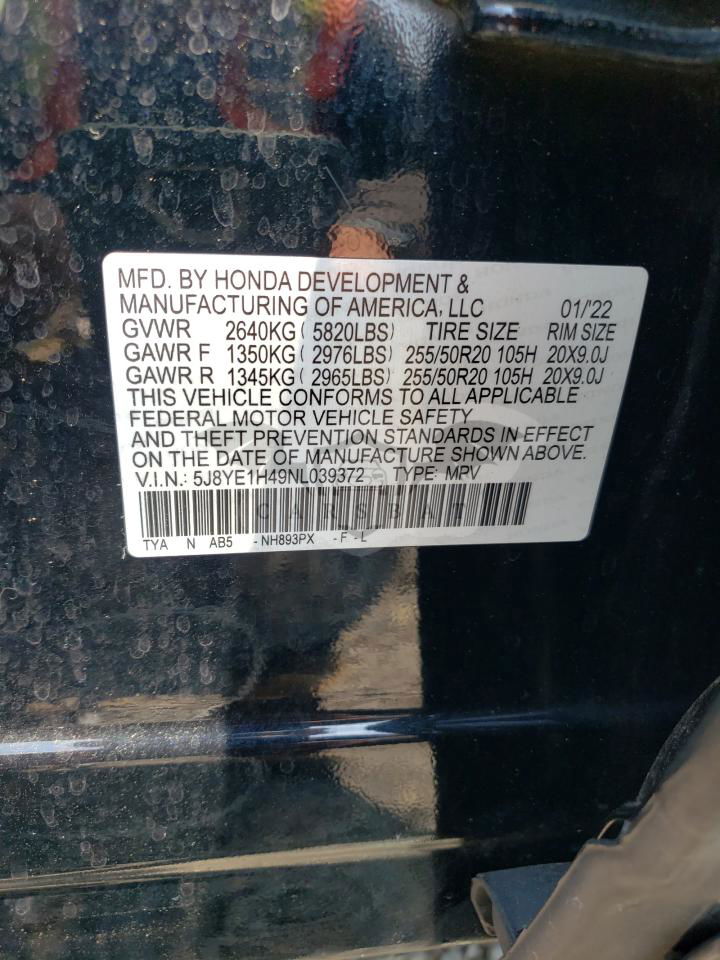 MFD. BY HONDA DEVELOPMENT &
MANUFACTURING OF AMERICA, LLC 01/'22
GVWR 2640KG ( 5820LBS) TIRE SIZE RIM SIZE
GAWR F 1350KG ( 2976LBS) 255/50R20 105H 20X9.0J
GAWR R 1345KG ( 2965LBS) 255/50R20 105H 20X9.0J
THIS VEHICLE CONFORMS TO ALL APPLICABLE
FEDERAL MOTOR VEHICLE SAFETY
AND THEFT PREVENTION STANDARDS IN EFFECT
ON THE DATE OF MANUFACTURE SHOWN ABOVE.
V.I.N.: 5J8YE1H49NL039372 TYPE: MPV
CARSBAT
TYA N AB5 -NH893PX -F -L